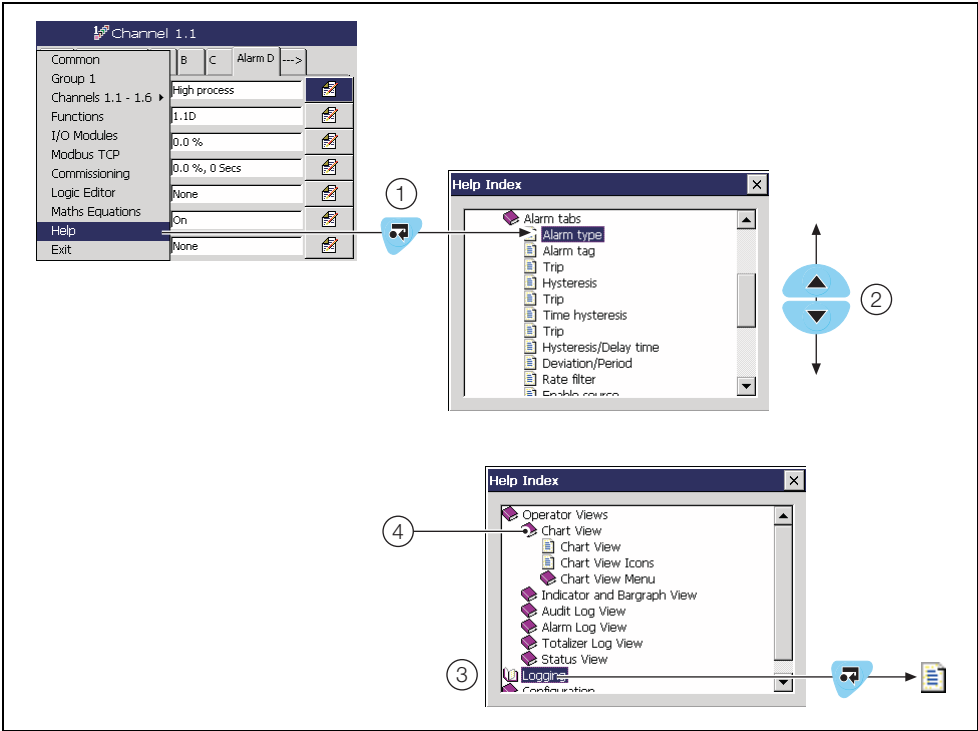 Channel 1.1
B C Alarm D --->
Common
Group 1
Channels 1.1 - 1.6
Functions
I/O Modules
Modbus TCP
Commissioning
Logic Editor
Maths Equations
Help
Exit
High process
1.1D
0.0 %
0.0 %, 0 Secs
None
On
None
1
Help Index
Alarm tabs
Alarm type
Alarm tag
Trip
Hysteresis
Trip
Time hysteresis
Trip
Hysteresis/Delay time
Deviation/Period
Rate filter
Enable source
2
Help Index
Operator Views
4
Chart View
Chart View
Chart View Icons
Chart View Menu
Indicator and Bargraph View
Audit Log View
Alarm Log View
Totalizer Log View
Status View
3
Logging
Configuration